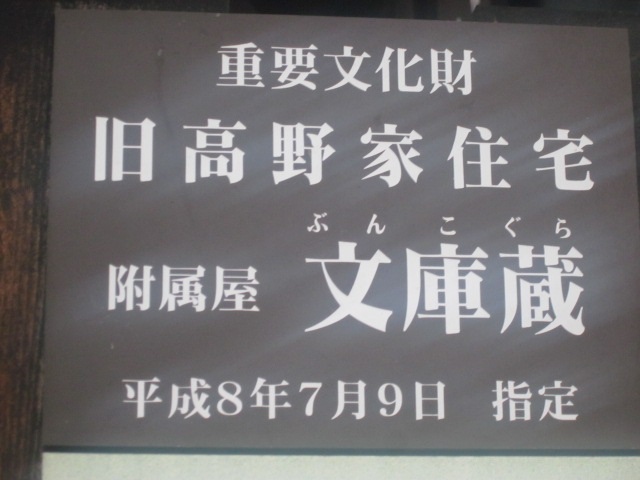 重要文化財
旧高野家住宅
ぶんこぐら
附属屋 文庫蔵
平成8年7月9日 指定